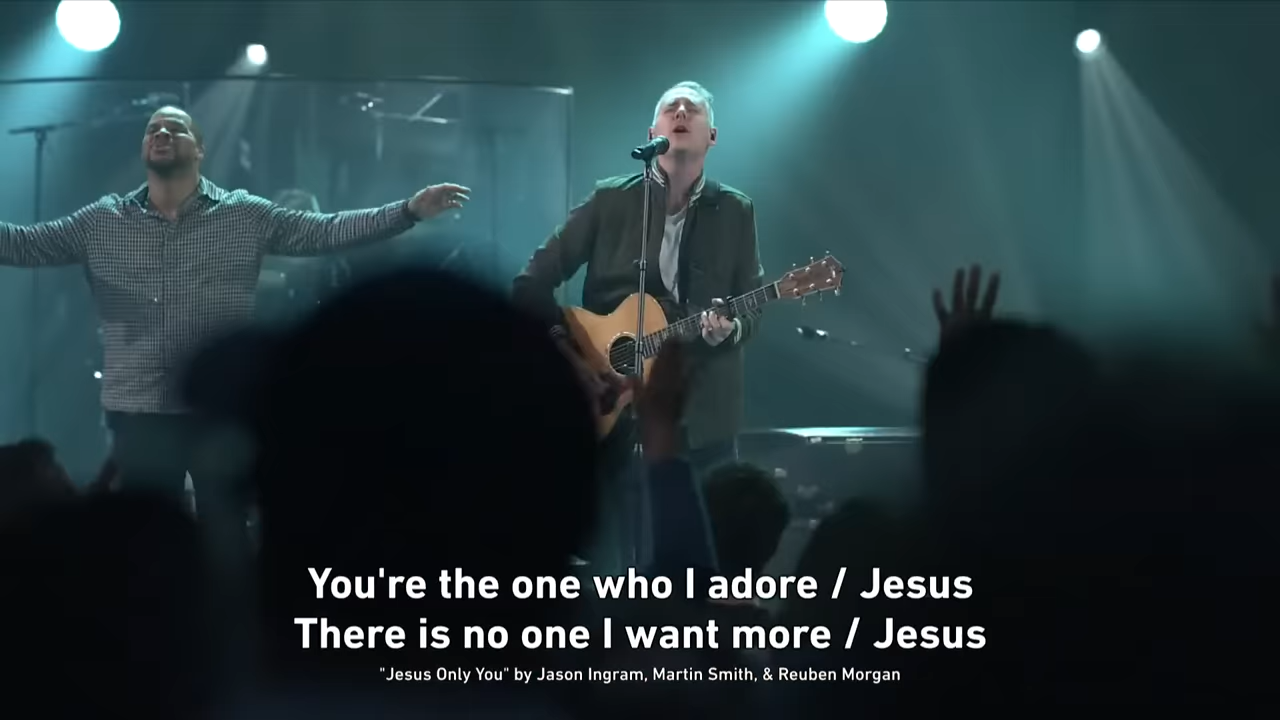 You're the one who I adore / Jesus
There is no one I want more / Jesus
"Jesus Only You" by Jason Ingram, Martin Smith, & Reuben Morgan